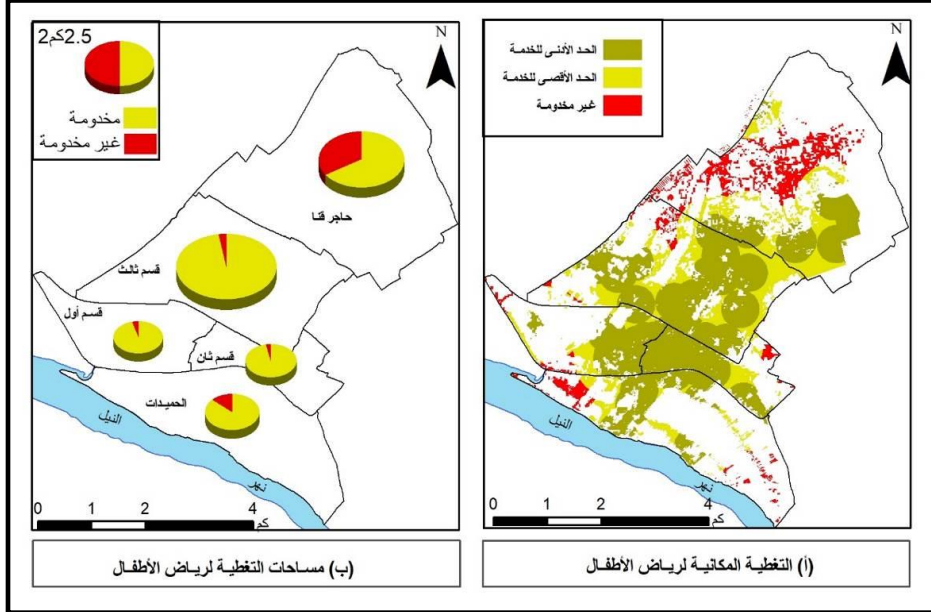 N
الحد الأدنى للخدمة
الحد الأقصى للخدمة
غير مخدومة
النيل
نهر
0 1 2 4
كم
(أ) التغطية المكانية لرياض الأطفال
N
2.5كم2
مخدومة
غير مخدومة
حاجر قنا
قسم ثالث
قسم أول
قسم ثان
الحميدات
النيل
نهر
0 1 2 4
كم
(ب) مساحات التغطية لرياض الأطفال